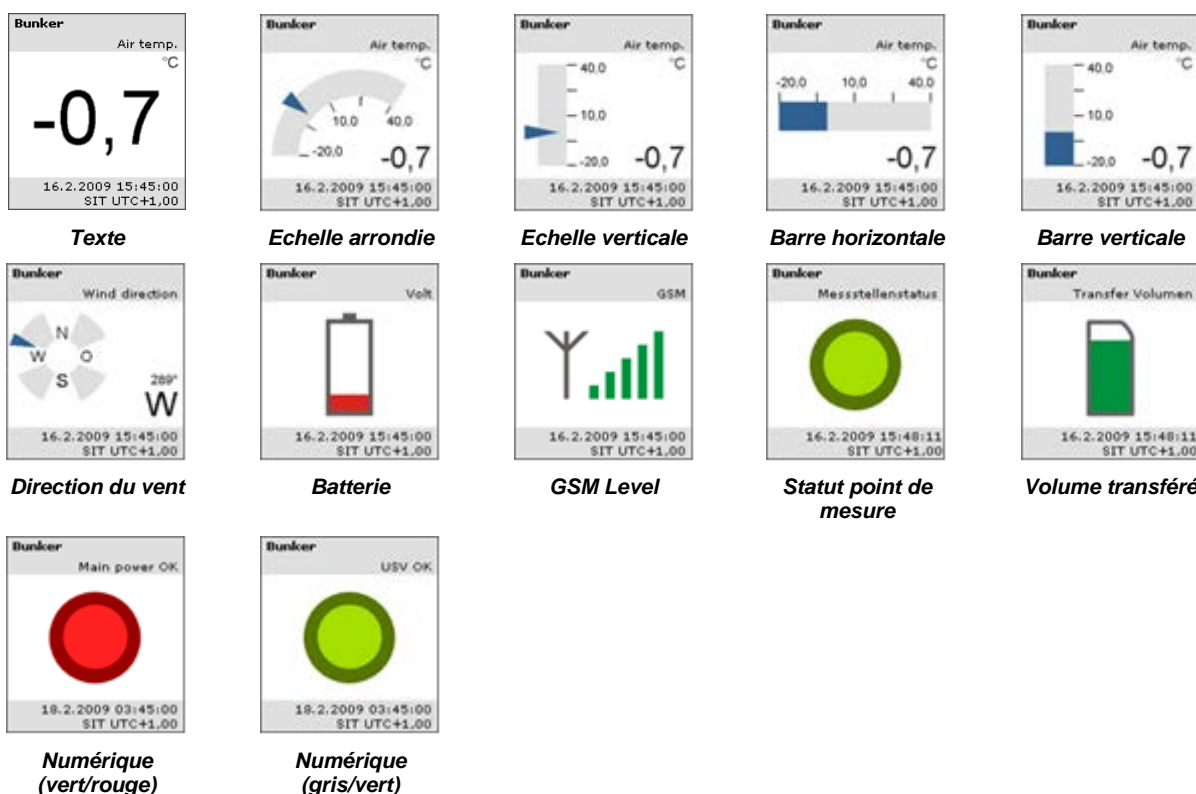 Bunker
Air temp.
°C
-0,7
16.2.2009 15:45:00
SIT UTC+1,00
Texte
Bunker
Air temp.
°C
-20,0
10,0
40,0
-0,7
16.2.2009 15:45:00
SIT UTC+1,00
Echelle arrondie
Bunker
Air temp.
°C
40,0
10,0
-20,0
-0,7
16.2.2009 15:45:00
SIT UTC+1,00
Echelle verticale
Bunker
Air temp.
°C
-20,0 10,0 40,0
-0,7
16.2.2009 15:45:00
SIT UTC+1,00
Barre horizontale
Bunker
Air temp.
°C
40,0
10,0
-20,0
-0,7
16.2.2009 15:45:00
SIT UTC+1,00
Barre verticale
Bunker
Wind direction
N
W O
S
289°
W
16.2.2009 15:45:00
SIT UTC+1,00
Direction du vent
Bunker
Volt
16.2.2009 15:45:00
SIT UTC+1,00
Batterie
Bunker
GSM
16.2.2009 15:45:00
SIT UTC+1,00
GSM Level
Bunker
Messstellenstatus
16.2.2009 15:48:11
SIT UTC+1,00
Statut point de
mesure
Bunker
Transfer Volumen
16.2.2009 15:48:11
SIT UTC+1,00
Volume transféré
Bunker
Main power OK
18.2.2009 03:45:00
SIT UTC+1,00
Numérique
(vert/rouge)
Bunker
USV OK
18.2.2009 03:45:00
SIT UTC+1,00
Numérique
(gris/vert)